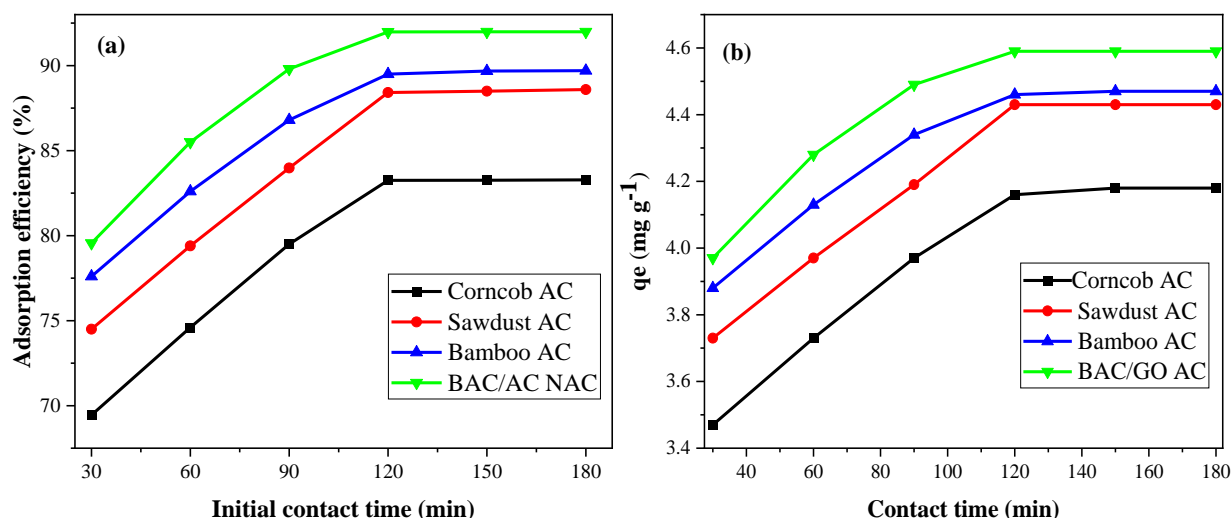 (a)
Adsorption efficiency (%)
90
85
80
75
70
30 60 90 120 150 180
Initial contact time (min)
Corncob AC
Sawdust AC
Bamboo AC
BAC/AC NAC
(b)
qe (mg g-1)
4.6
4.4
4.2
4.0
3.8
3.6
3.4
40 60 80 100 120 140 160 180
Contact time (min)
Corncob AC
Sawdust AC
Bamboo AC
BAC/GO AC